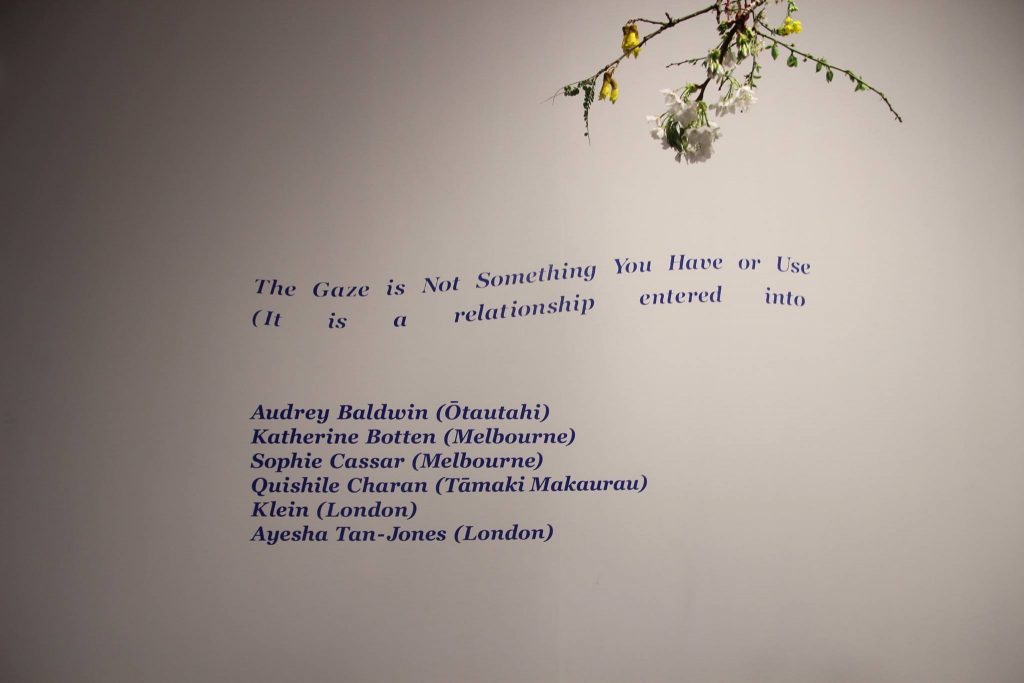 The Gaze is Not Something You Have or Use
(It is a relationship entered into
Audrey Baldwin (Ōtautahi)
Katherine Botten (Melbourne)
Sophie Cassar (Melbourne)
Quishile Charan (Tāmaki Makaurau)
Klein (London)
Ayesha Tan-Jones (London)